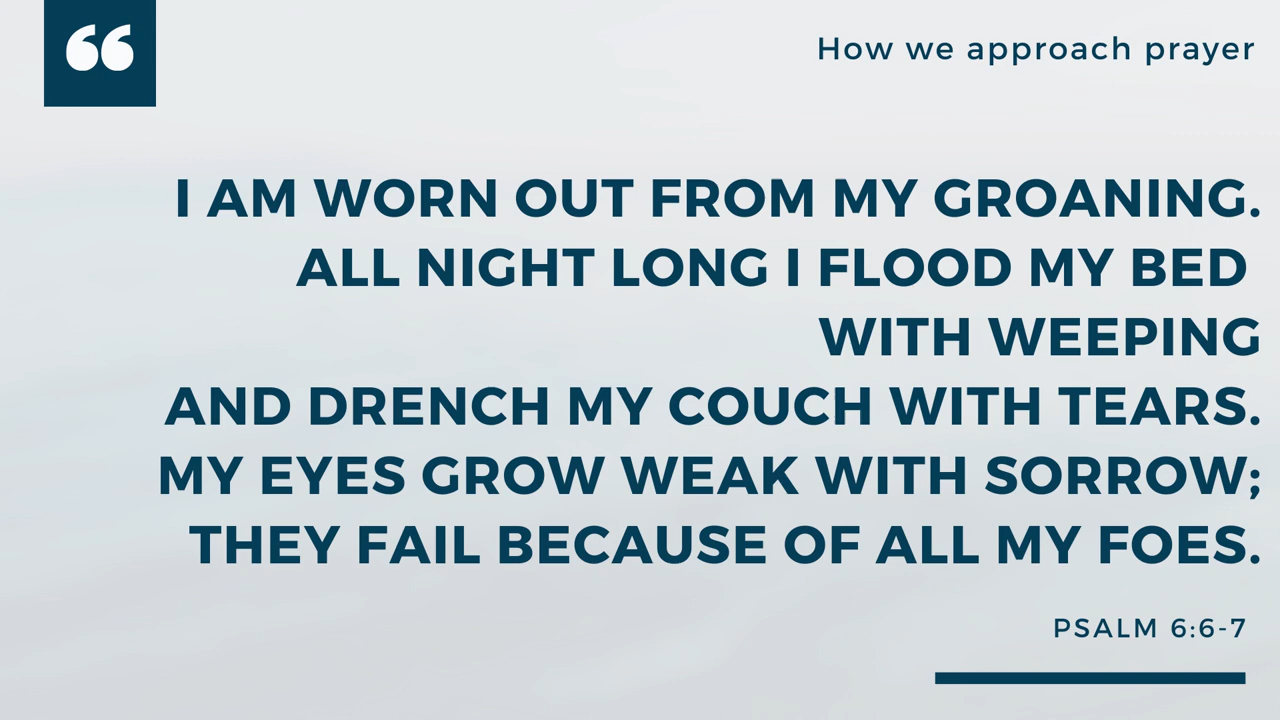 “
How we approach prayer
I AM WORN OUT FROM MY GROANING.
ALL NIGHT LONG I FLOOD MY BED
WITH WEEPING
AND DRENCH MY COUCH WITH TEARS.
MY EYES GROW WEAK WITH SORROW;
THEY FAIL BECAUSE OF ALL MY FOES.
PSALM 6:6-7